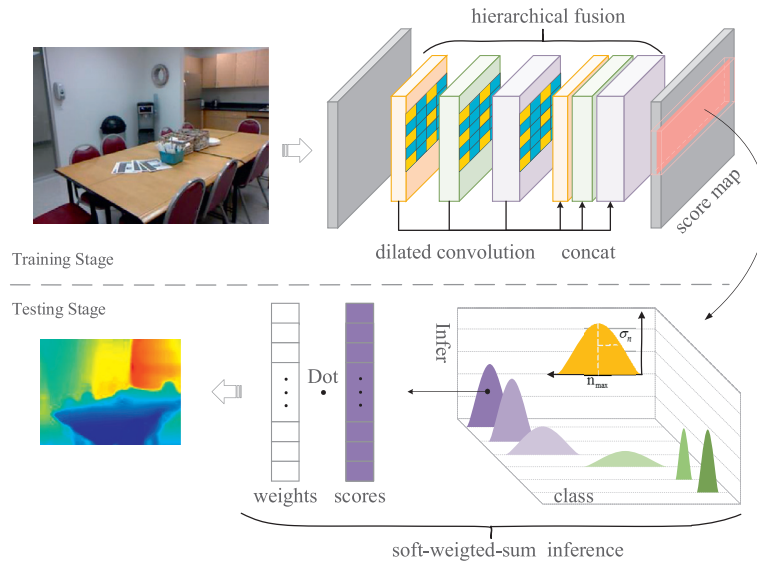 hierarchical fusion
dilated convolution
concat
score map
Training Stage
Testing Stage
Infer
σn
nmax
Dot
weights
scores
class
soft-weigted-sum inference